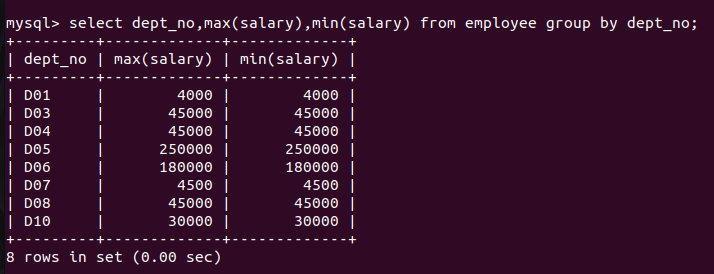 mysql> select dept_no,max(salary),min(salary) from employee group by dept_no;
+---------+-------------+-------------+
| dept_no | max(salary) | min(salary) |
+---------+-------------+-------------+
| D01     |        4000 |        4000 |
| D03     |       45000 |       45000 |
| D04     |       45000 |       45000 |
| D05     |      250000 |      250000 |
| D06     |      180000 |      180000 |
| D07     |        4500 |        4500 |
| D08     |       45000 |       45000 |
| D10     |       30000 |       30000 |
+---------+-------------+-------------+
8 rows in set (0.00 sec)